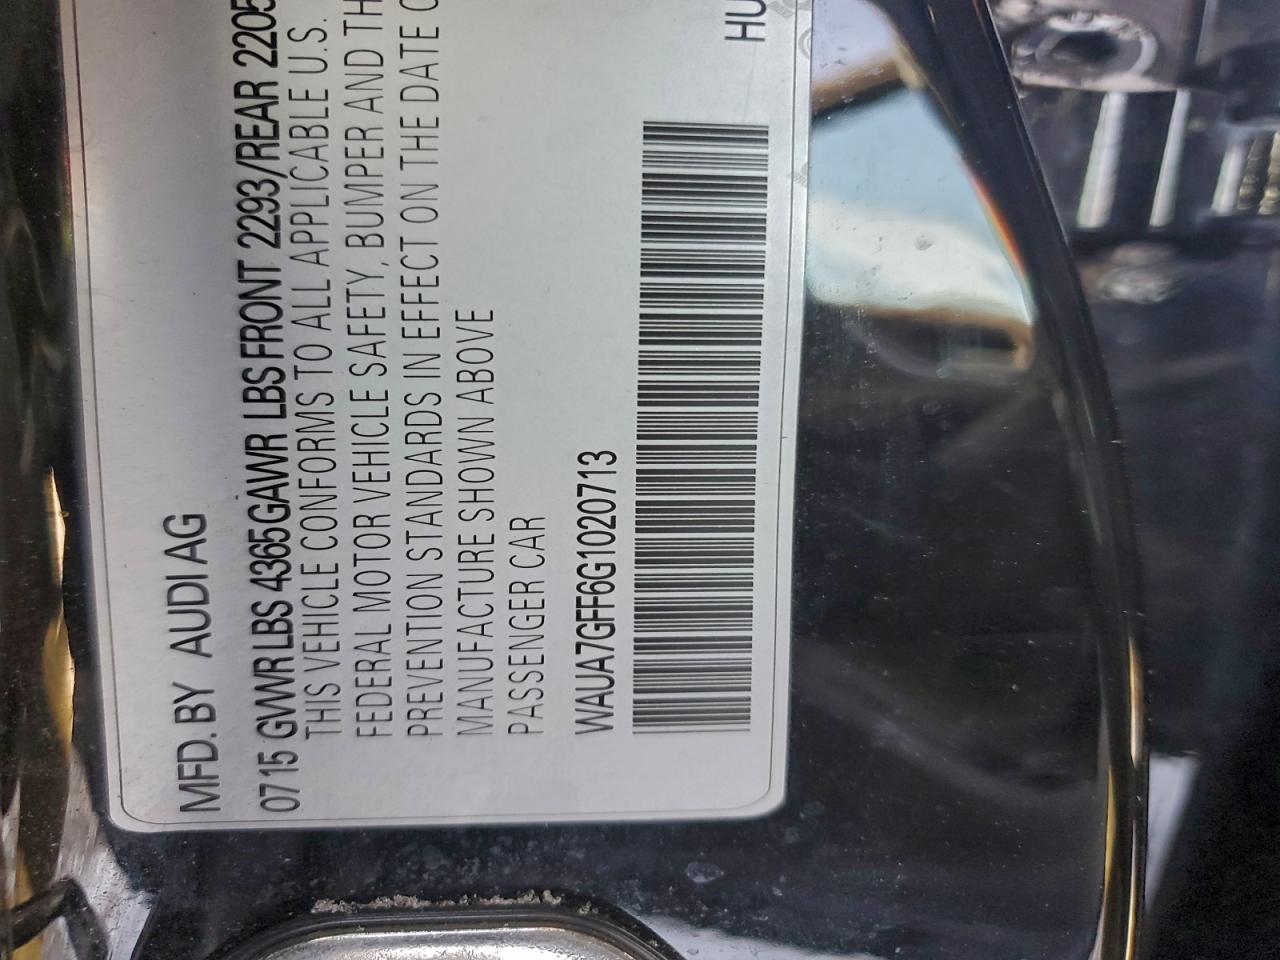 MFD. BY AUDI AG
0715 GVWR LBS 4365 GAWR LBS FRONT 2293/REAR 2205
THIS VEHICLE CONFORMS TO ALL APPLICABLE U.S.
FEDERAL MOTOR VEHICLE SAFETY, BUMPER AND
PREVENTION STANDARDS IN EFFECT ON THE DATE
MANUFACTURE SHOWN ABOVE
PASSENGER CAR
WAUA7GFF6G1020713
HU